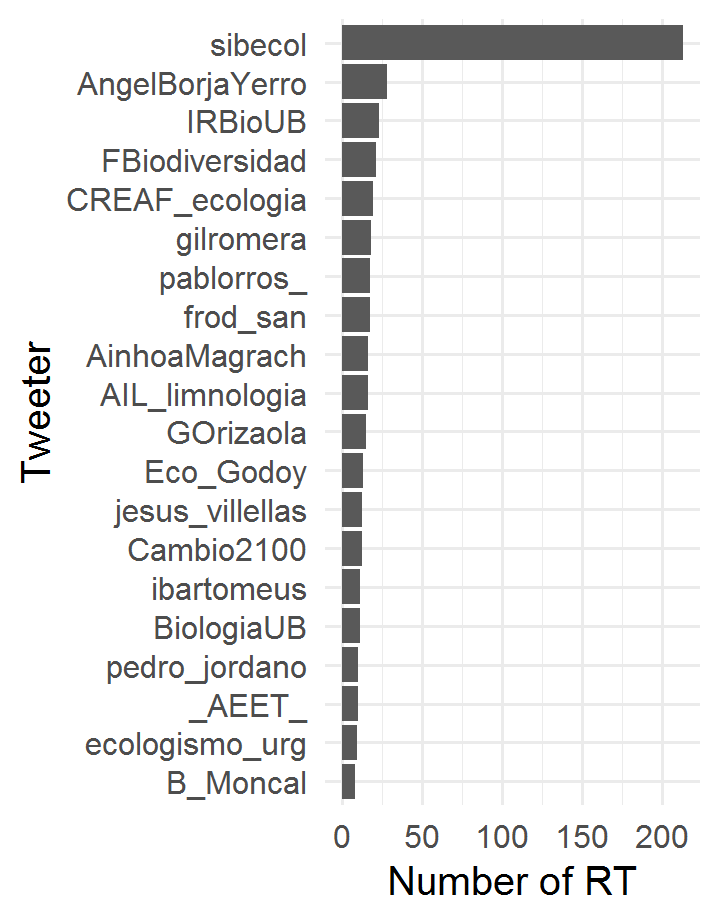 sibecol
AngelBorjaYerro
IRBioUB
FBiodiversidad
CREAF_ecologia
gilromera
pablorros_
frod_san
AinhoaMagrach
AIL_limnologia
GOrizaola
Eco_Godoy
jesus_villellas
Cambio2100
ibartomeus
BiologiaUB
pedro_jordano
_AEET_
ecologismo_urg
B_Moncal
Tweeter
0 50 100 150 200
Number of RT